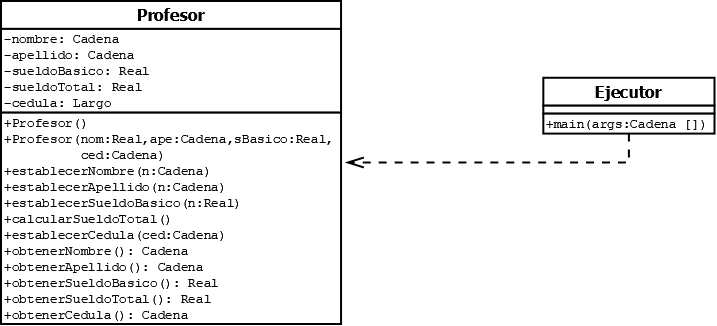 Profesor
-nombre: Cadena
-apellido: Cadena
-sueldoBasico: Real
-sueldoTotal: Real
-cedula: Largo
+Profesor()
+Profesor(nom:Real,ape:Cadena,sBasico:Real,
ced:Cadena)
+establecerNombre(n:Cadena)
+establecerApellido(n:Cadena)
+establecerSueldoBasico(n:Real)
+calcularSueldoTotal()
+establecerCedula(ced:Cadena)
+obtenerNombre(): Cadena
+obtenerApellido(): Cadena
+obtenerSueldoBasico(): Real
+obtenerSueldoTotal(): Real
+obtenerCedula(): Cadena
Ejecutor
+main(args:Cadena [])